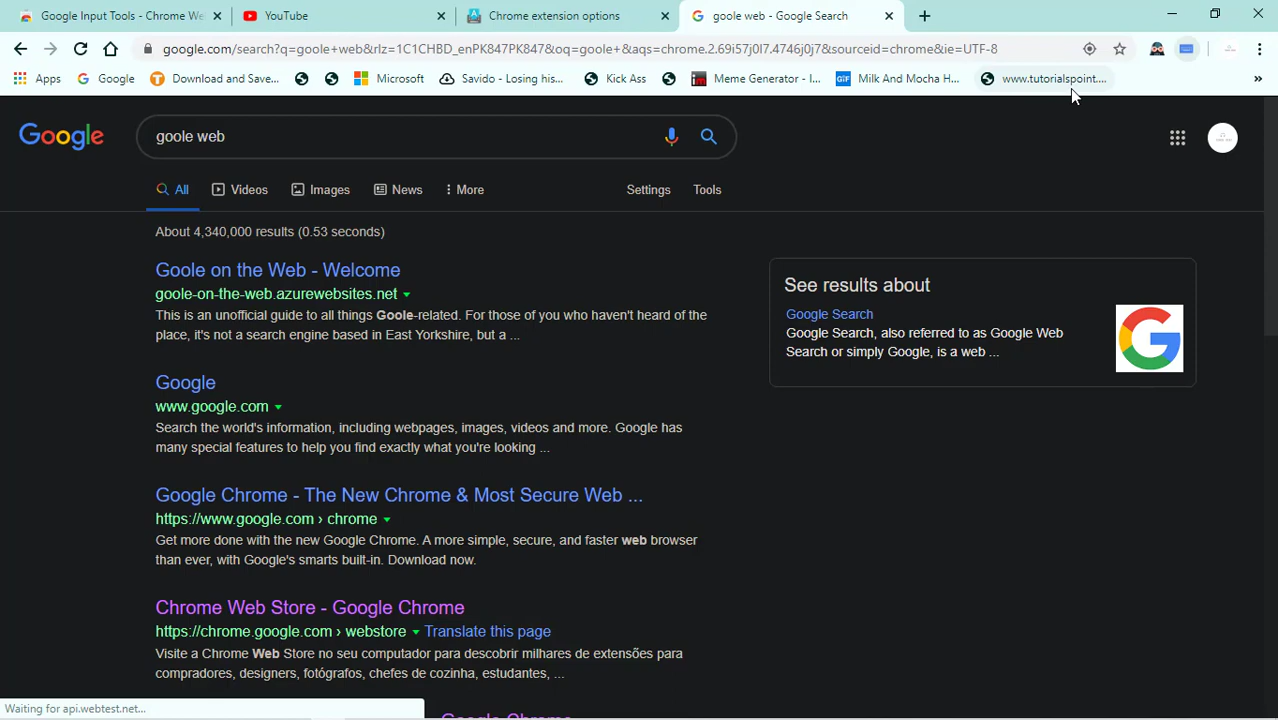 Google Input Tools - Chrome We
YouTube
Chrome extension options
goole web - Google Search
google.com/search?q=goole+web&rlz=1C1CHBD_enPK847PK847&oq=goole+&aqs=chrome.2.69i57j0l7.4746j0j7&sourceid=chrome&ie=UTF-8
Apps
Google
Download and Save...
Microsoft
Savido - Losing his...
Kick Ass
Meme Generator - I...
GIF
Milk And Mocha H...
www.tutorialspoint....
»
Google
goole web
All
Videos
Images
News
More
Settings
Tools
About 4,340,000 results (0.53 seconds)
Goole on the Web - Welcome
goole-on-the-web.azurewebsites.net
This is an unofficial guide to all things Goole-related. For those of you who haven't heard of the
place, it's not a search engine based in East Yorkshire, but a ...
Google
www.google.com
Search the world's information, including webpages, images, videos and more. Google has
many special features to help you find exactly what you're looking ...
Google Chrome - The New Chrome & Most Secure Web ...
https://www.google.com › chrome
Get more done with the new Google Chrome. A more simple, secure, and faster web browser
than ever, with Google's smarts built-in. Download now.
Chrome Web Store - Google Chrome
https://chrome.google.com › webstore Translate this page
Visite a Chrome Web Store no seu computador para descobrir milhares de extensões para
compradores, designers, fotógrafos, chefes de cozinha, estudantes, ...
See results about
Google Search
Google Search, also referred to as Google Web
Search or simply Google, is a web ...
Waiting for api.webtest.net...